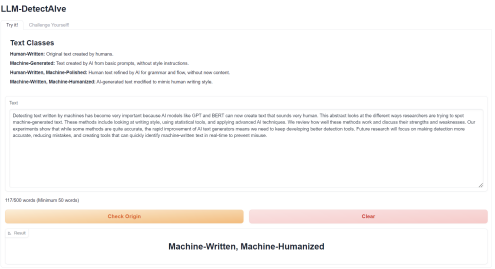 LLM-DetectAIve
Try it!
Challenge Yourself!
Text Classes
Human-Written: Original text created by humans.
Machine-Generated: Text created by AI from basic prompts, without style instructions.
Human-Written, Machine-Polished: Human text refined by AI for grammar and flow, without new content.
Machine-Written, Machine-Humanized: AI-generated text modified to mimic human writing style.
Text
Detecting text written by machines has become very important because AI models like GPT and BERT can now create text that sounds very human. This abstract looks at the different ways researchers are trying to spot
machine-generated text. These methods include looking at writing style, using statistical tools, and applying advanced AI techniques. We review how well these methods work and discuss their strengths and weaknesses. Our
experiments show that while some methods are quite accurate, the rapid improvement of AI text generators means we need to keep developing better detection tools. Future research will focus on making detection more
accurate, reducing mistakes, and creating tools that can quickly identify machine-written text in real-time to prevent misuse.
117/500 words (Minimum 50 words)
Check Origin
Clear
Result
Machine-Written, Machine-Humanized